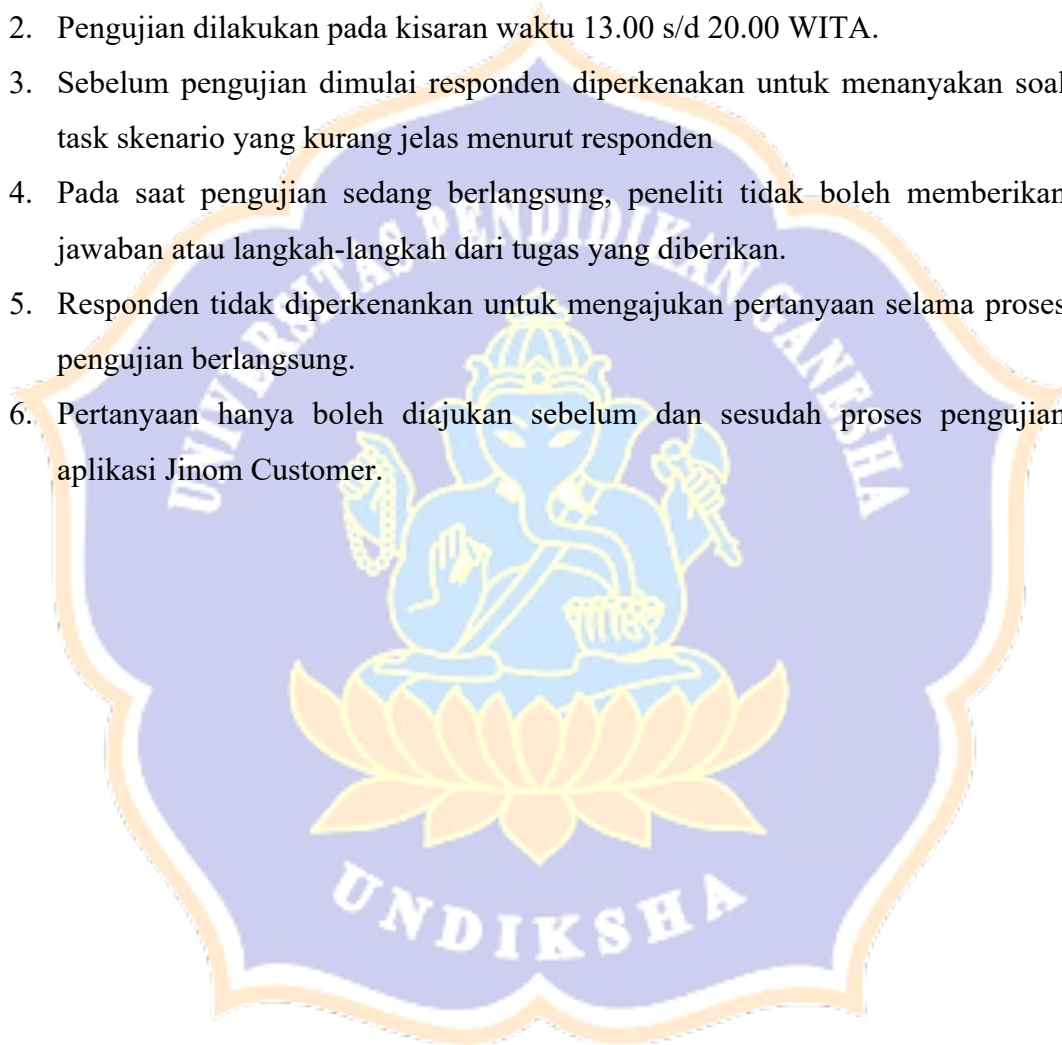 2. Pengujian dilakukan pada kisaran waktu 13.00 s/d 20.00 WITA.
3. Sebelum pengujian dimulai responden diperkenakan untuk menanyakan soal
task skenario yang kurang jelas menurut responden
4. Pada saat pengujian sedang berlangsung, peneliti tidak boleh memberikan
jawaban atau langkah-langkah dari tugas yang diberikan.
5. Responden tidak diperkenankan untuk mengajukan pertanyaan selama proses
pengujian berlangsung.
6. Pertanyaan hanya boleh diajukan sebelum dan sesudah proses pengujian
aplikasi Jinom Customer.
UNIVERSITAS PENDIDIKAN GANESHA
UNDIKSHA